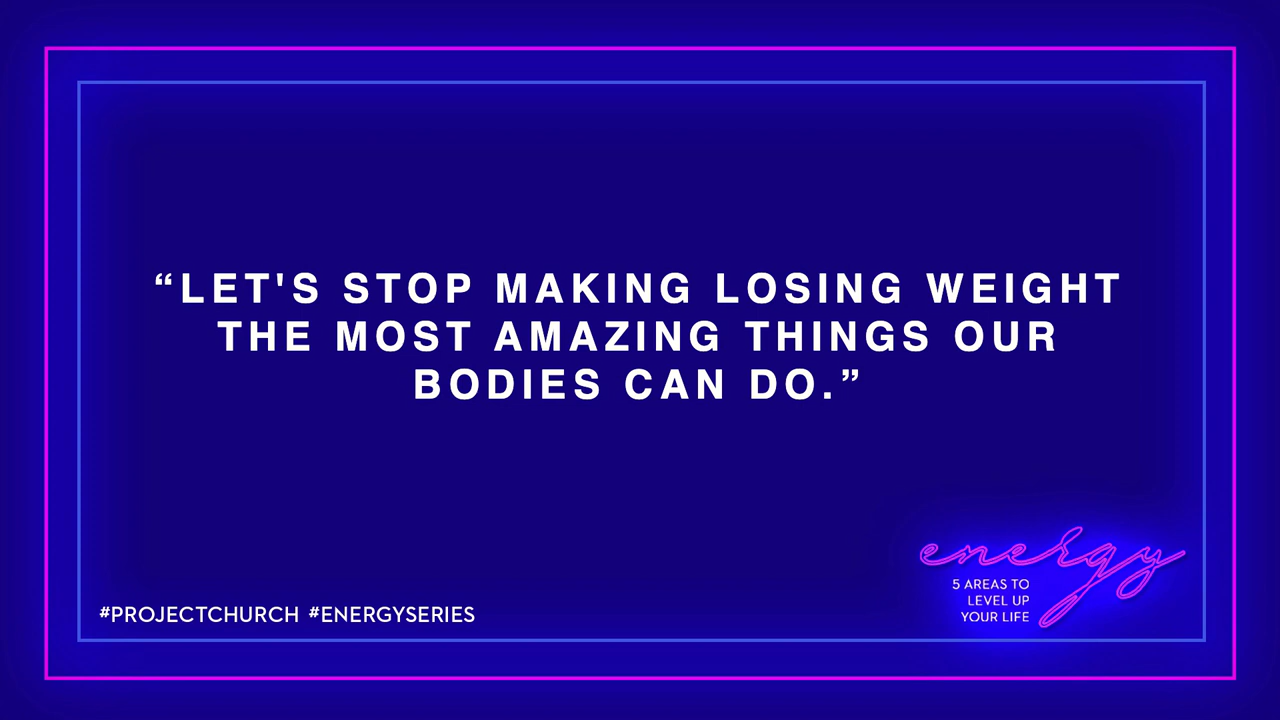 “LET'S STOP MAKING LOSING WEIGHT
THE MOST AMAZING THINGS OUR
BODIES CAN DO.”
energy
5 AREAS TO
LEVEL UP
YOUR LIFE
#PROJECTCHURCH #ENERGYSERIES